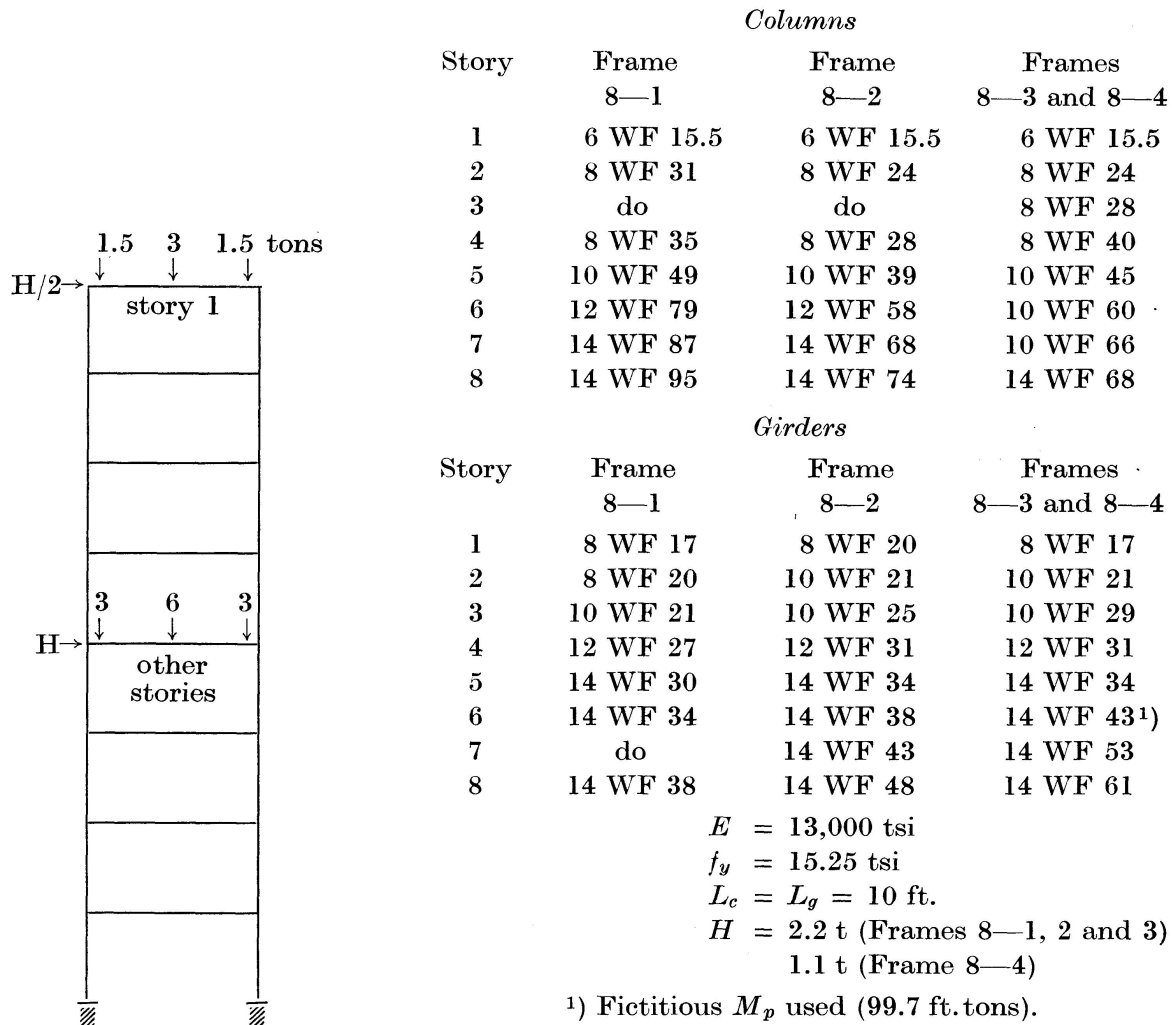 1.5 3 1.5 tons
H/2→
story 1
3 6 3
H→
other
stories
Columns
Story Frame Frame Frames
8—1 8—2 8—3 and 8—4
1 6 WF 15.5 6 WF 15.5 6 WF 15.5
2 8 WF 31 8 WF 24 8 WF 24
3 do do 8 WF 28
4 8 WF 35 8 WF 28 8 WF 40
5 10 WF 49 10 WF 39 10 WF 45
6 12 WF 79 12 WF 58 10 WF 60
7 14 WF 87 14 WF 68 10 WF 66
8 14 WF 95 14 WF 74 14 WF 68
Girders
Story Frame Frame Frames
8—1 8—2 8—3 and 8—4
1 8 WF 17 8 WF 20 8 WF 17
2 8 WF 20 10 WF 21 10 WF 21
3 10 WF 21 10 WF 25 10 WF 29
4 12 WF 27 12 WF 31 12 WF 31
5 14 WF 30 14 WF 34 14 WF 34
6 14 WF 34 14 WF 38 14 WF 43¹)
7 do 14 WF 43 14 WF 53
8 14 WF 38 14 WF 48 14 WF 61
E = 13,000 tsi
f_y = 15.25 tsi
L_c = L_g = 10 ft.
H = 2.2 t (Frames 8—1, 2 and 3)
1.1 t (Frame 8—4)
¹) Fictitious M_p used (99.7 ft. tons).